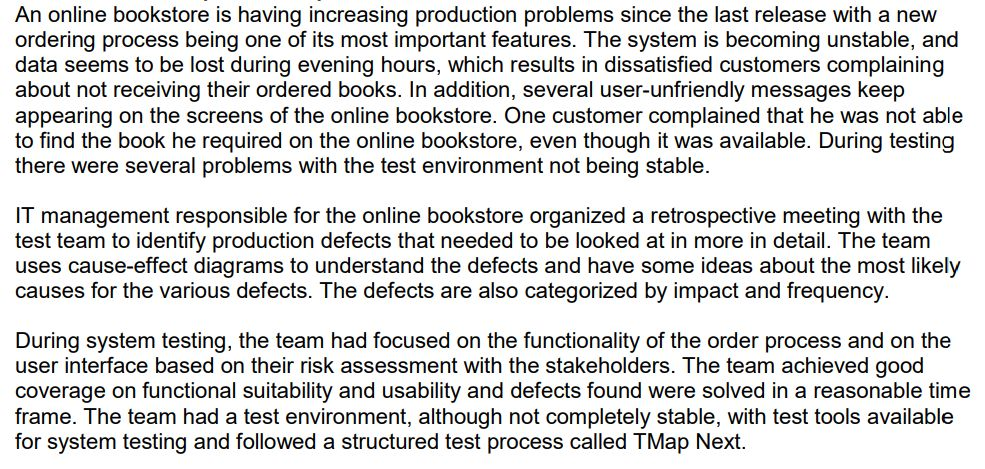 An online bookstore is having increasing production problems since the last release with a new
ordering process being one of its most important features. The system is becoming unstable, and
data seems to be lost during evening hours, which results in dissatisfied customers complaining
about not receiving their ordered books. In addition, several user-unfriendly messages keep
appearing on the screens of the online bookstore. One customer complained that he was not able
to find the book he required on the online bookstore, even though it was available. During testing
there were several problems with the test environment not being stable.
IT management responsible for the online bookstore organized a retrospective meeting with the
test team to identify production defects that needed to be looked at in more in detail. The team
uses cause-effect diagrams to understand the defects and have some ideas about the most likely
causes for the various defects. The defects are also categorized by impact and frequency.
During system testing, the team had focused on the functionality of the order process and on the
user interface based on their risk assessment with the stakeholders. The team achieved good
coverage on functional suitability and usability and defects found were solved in a reasonable time
frame. The team had a test environment, although not completely stable, with test tools available
for system testing and followed a structured test process called TMap Next.